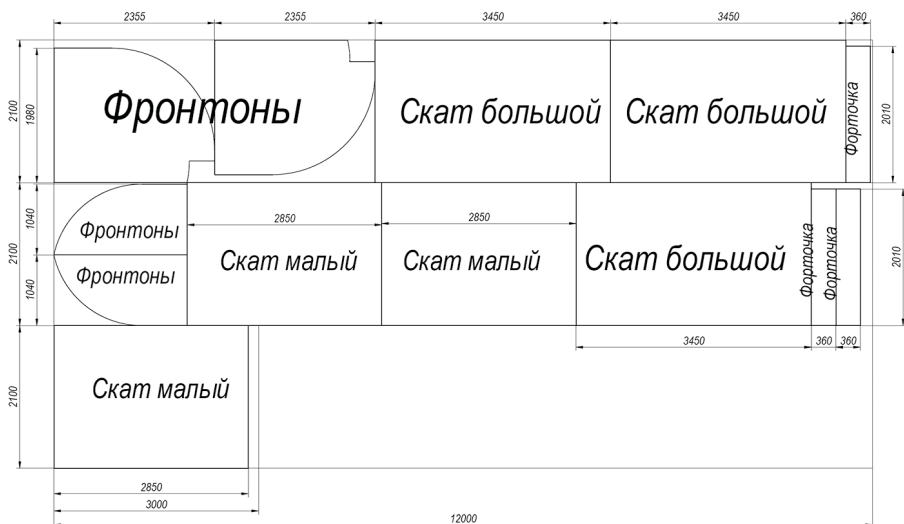 2355 2355 3450 3450 360
2100 1980 Фронтоны Скат большой Скат большой Форточка 2010
2100 1040 Фронтоны 2850 2850 Скат большой Форточка Форточка 2010
1040 Фронтоны Скат малый Скат малый
3450 360 360
2100 Скат малый
2850
3000
12000